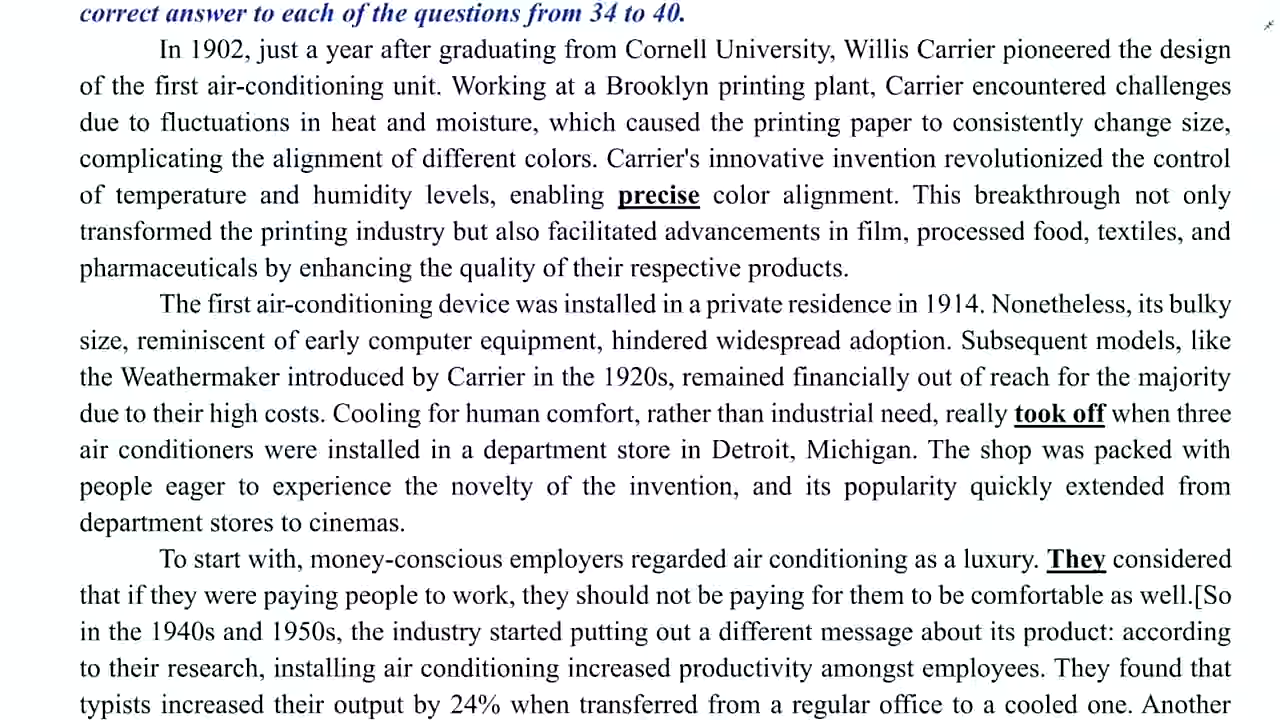 correct answer to each of the questions from 34 to 40.
In 1902, just a year after graduating from Cornell University, Willis Carrier pioneered the design
of the first air-conditioning unit. Working at a Brooklyn printing plant, Carrier encountered challenges
due to fluctuations in heat and moisture, which caused the printing paper to consistently change size,
complicating the alignment of different colors. Carrier's innovative invention revolutionized the control
of temperature and humidity levels, enabling precise color alignment. This breakthrough not only
transformed the printing industry but also facilitated advancements in film, processed food, textiles, and
pharmaceuticals by enhancing the quality of their respective products.
The first air-conditioning device was installed in a private residence in 1914. Nonetheless, its bulky
size, reminiscent of early computer equipment, hindered widespread adoption. Subsequent models, like
the Weathermaker introduced by Carrier in the 1920s, remained financially out of reach for the majority
due to their high costs. Cooling for human comfort, rather than industrial need, really took off when three
air conditioners were installed in a department store in Detroit, Michigan. The shop was packed with
people eager to experience the novelty of the invention, and its popularity quickly extended from
department stores to cinemas.
To start with, money-conscious employers regarded air conditioning as a luxury. They considered
that if they were paying people to work, they should not be paying for them to be comfortable as well.[So
in the 1940s and 1950s, the industry started putting out a different message about its product: according
to their research, installing air conditioning increased productivity amongst employees. They found that
typists increased their output by 24% when transferred from a regular office to a cooled one. Another